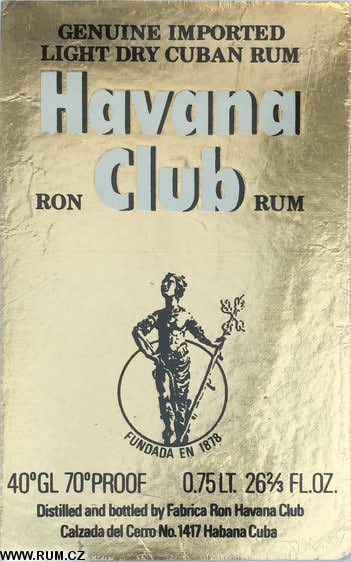 GENUINE IMPORTED
LIGHT DRY CUBAN RUM
Havana
RON Club RUM
FUNDADA EN 1878
40°GL 70°PROOF 0.75 LT. 26⅔ FL.OZ.
Distilled and bottled by Fabrica Ron Havana Club
Calzada del Cerro No. 1417 Habana Cuba
www.RUM.CZ